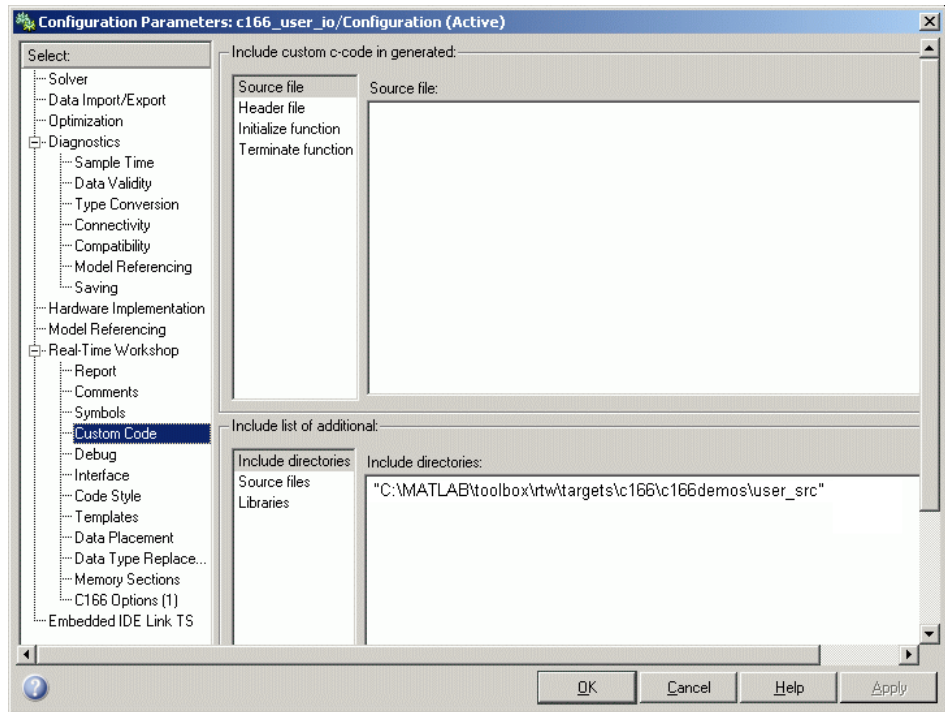 Configuration Parameters: c166_user_io/Configuration (Active)
Select:
Solver
Data Import/Export
Optimization
Diagnostics
Sample Time
Data Validity
Type Conversion
Connectivity
Compatibility
Model Referencing
Saving
Hardware Implementation
Model Referencing
Real-Time Workshop
Report
Comments
Symbols
Custom Code
Debug
Interface
Code Style
Templates
Data Placement
Data Type Replace...
Memory Sections
C166 Options (1)
Embedded IDE Link TS
Include custom c-code in generated:
Source file
Header file
Initialize function
Terminate function
Source file:
Include list of additional:
Include directories
Source files
Libraries
Include directories:
"C:\MATLAB\toolbox\rtw\targets\c166\c166demos\user_src"
OK
Cancel
Help
Apply